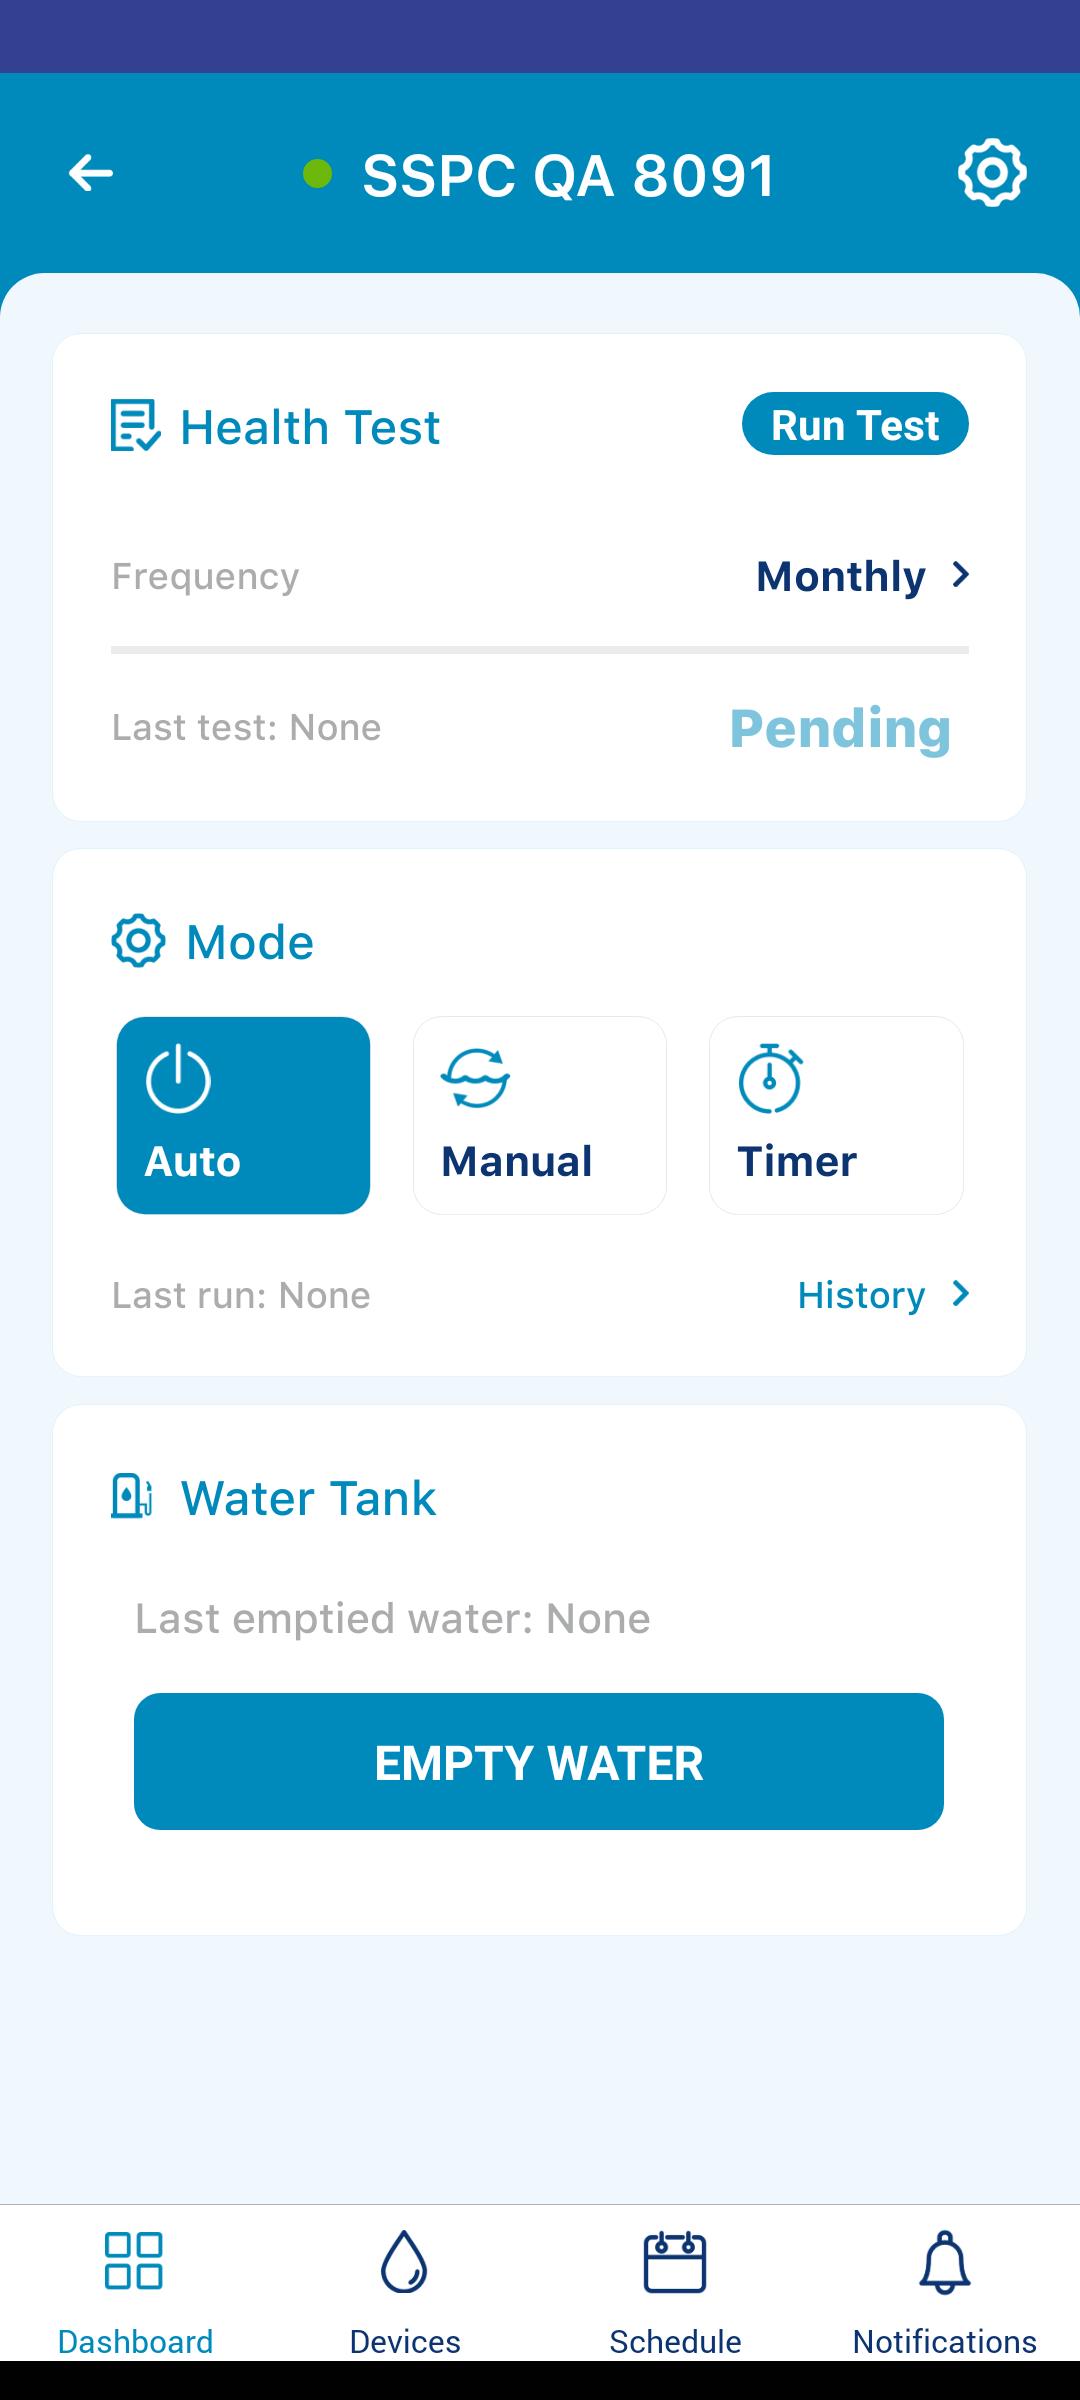 SSPC QA 8091
Health Test
Run Test
Frequency
Monthly
Last test: None
Pending
Mode
Auto
Manual
Timer
Last run: None
History
Water Tank
Last emptied water: None
EMPTY WATER
Dashboard
Devices
Schedule
Notifications